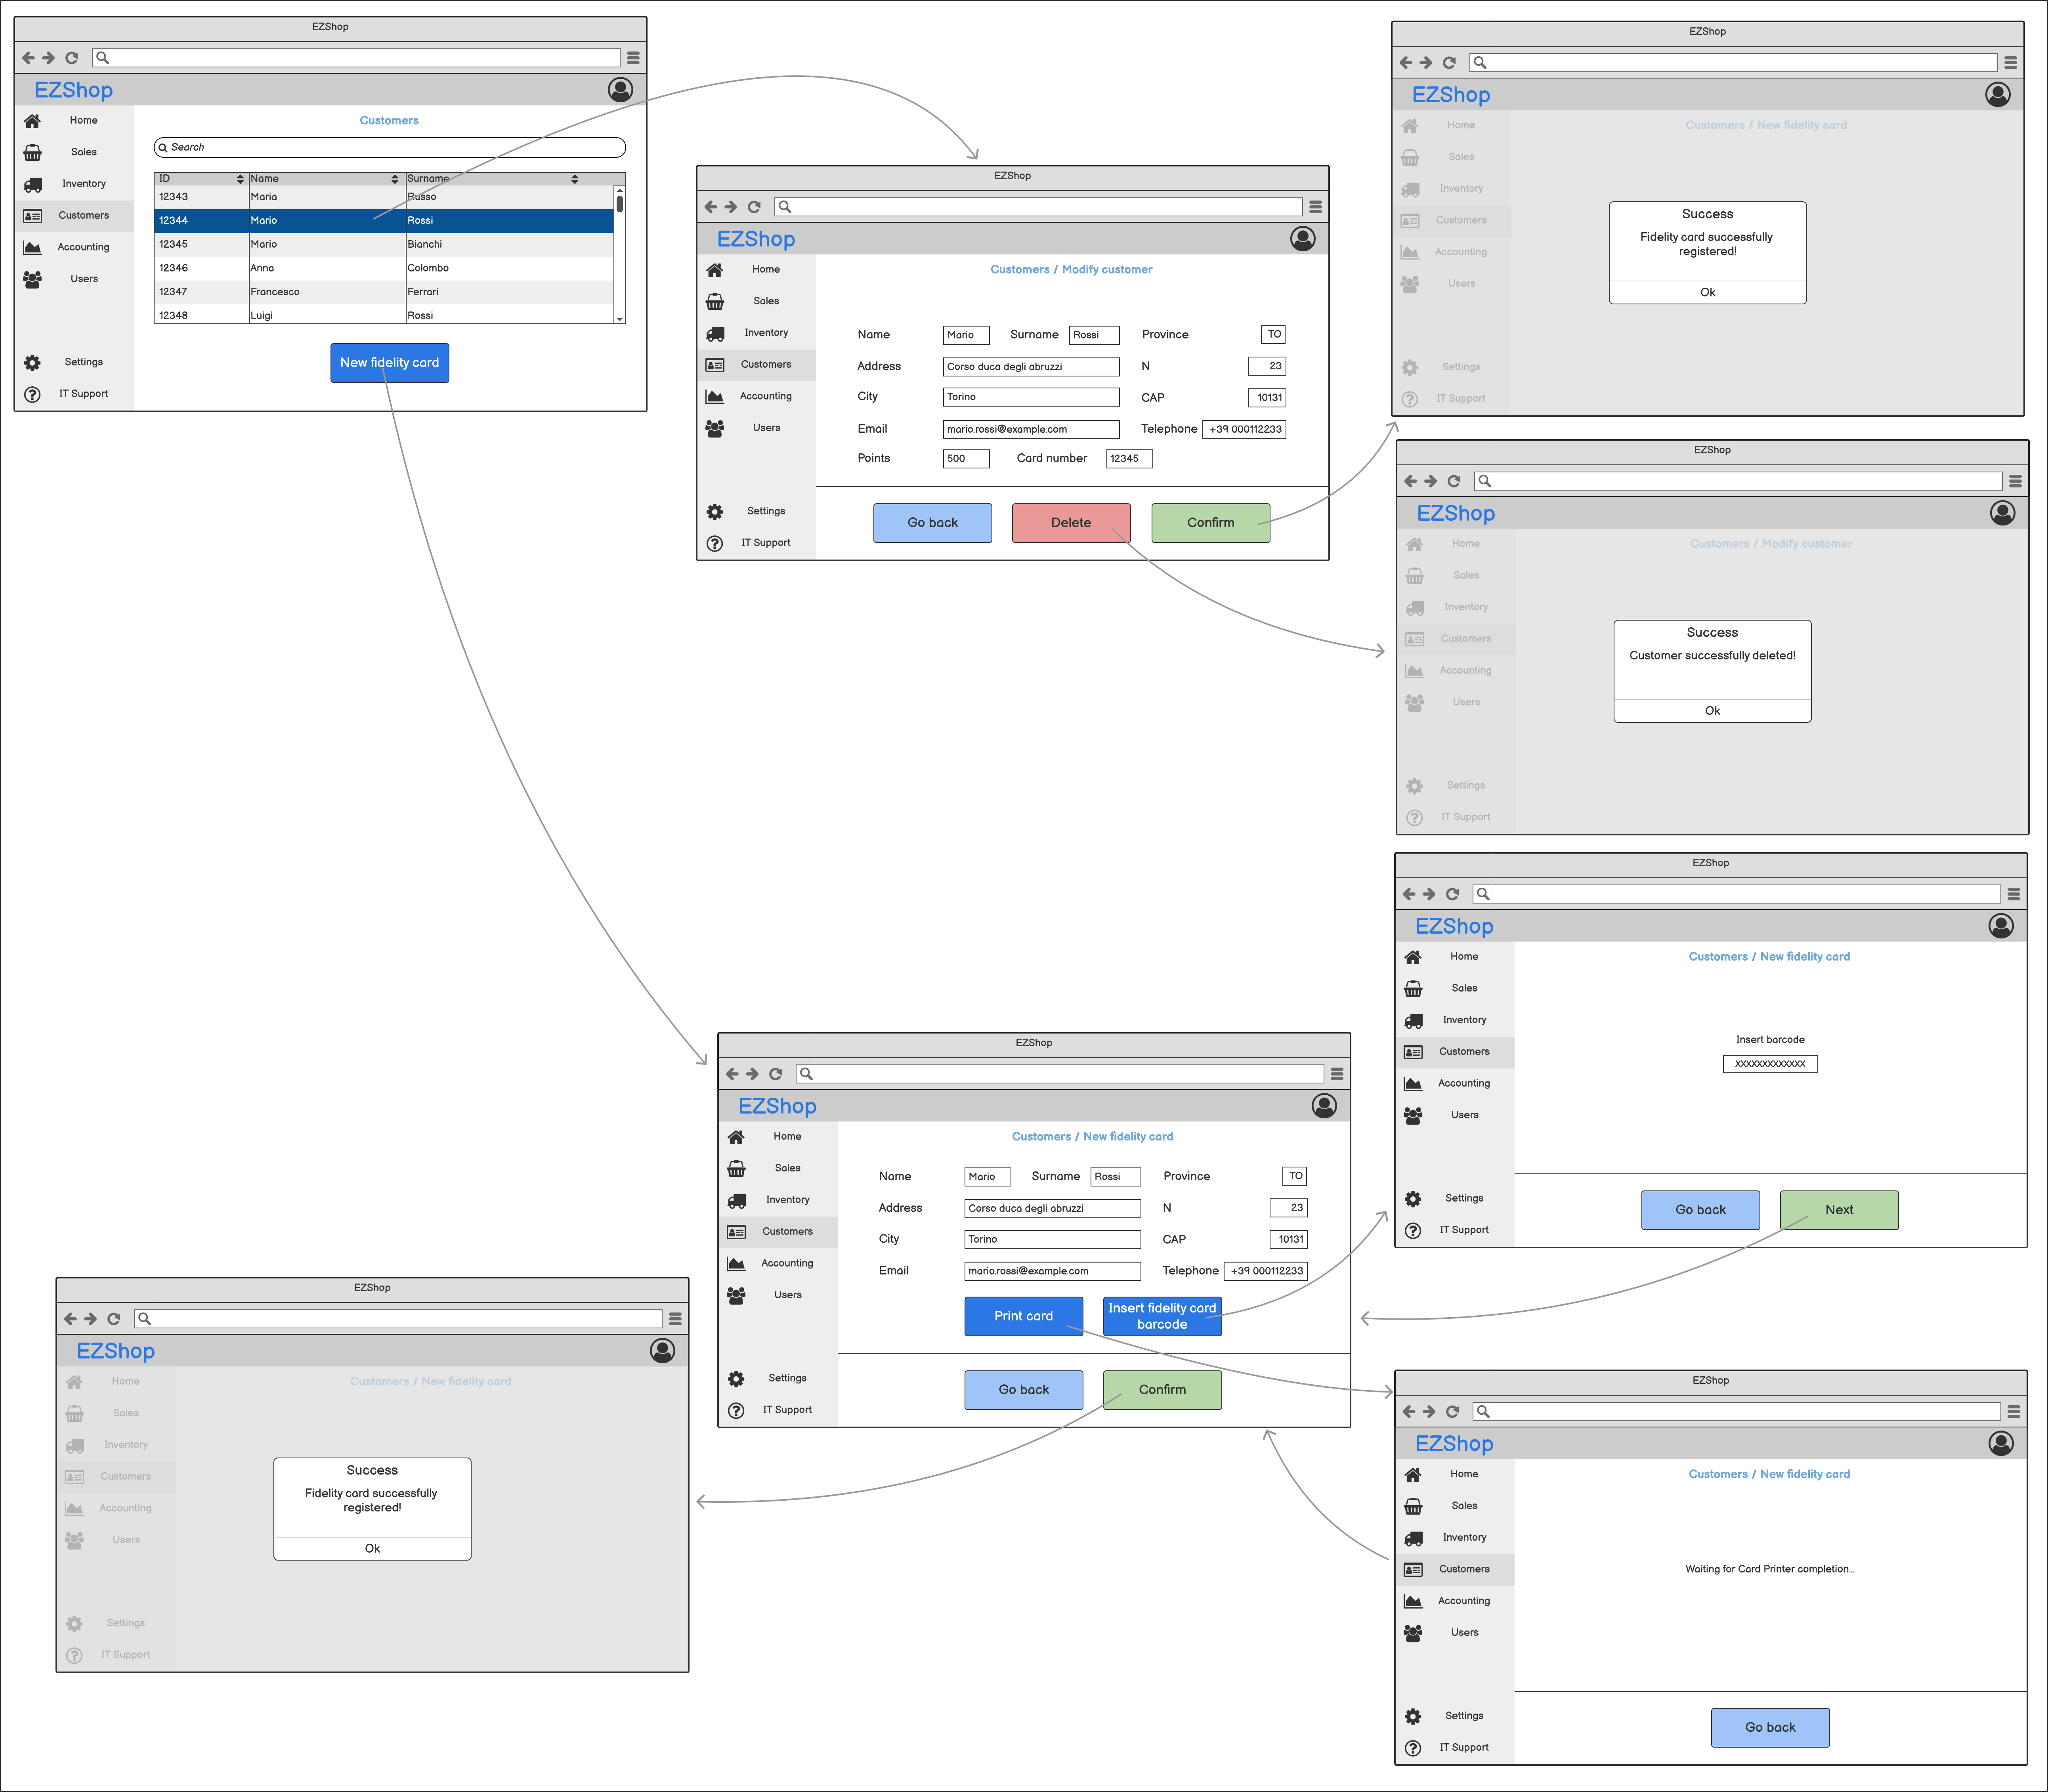 EZShop
EZShop
Customers
Home
Sales
Inventory
Customers
Accounting
Users
Settings
IT Support
Search
ID Name Surname
12343 Maria Russo
12344 Mario Rossi
12345 Mario Bianchi
12346 Anna Colombo
12347 Francesco Ferrari
12348 Luigi Rossi
New fidelity card
EZShop
EZShop
Home
Sales
Inventory
Customers
Accounting
Users
Settings
IT Support
Customers / Modify customer
Name Mario Surname Rossi Province TO
Address Corso duca degli abruzzi N 23
City Torino CAP 10131
Email mario.rossi@example.com Telephone +39 000112233
Points 500 Card number 12345
Go back Delete Confirm
EZShop
EZShop
Home
Sales
Inventory
Customers
Accounting
Users
Settings
IT Support
Customers / New fidelity card
Success
Fidelity card successfully
registered!
Ok
EZShop
EZShop
Home
Sales
Inventory
Customers
Accounting
Users
Settings
IT Support
Customers / Modify customer
Success
Customer successfully deleted!
Ok
EZShop
EZShop
Home
Sales
Inventory
Customers
Accounting
Users
Settings
IT Support
Customers / New fidelity card
Insert barcode
XXXXXXXXXXXXX
Go back Next
EZShop
EZShop
Home
Sales
Inventory
Customers
Accounting
Users
Settings
IT Support
Customers / New fidelity card
Name Mario Surname Rossi Province TO
Address Corso duca degli abruzzi N 23
City Torino CAP 10131
Email mario.rossi@example.com Telephone +39 000112233
Print card
Insert fidelity card
barcode
Go back Confirm
EZShop
EZShop
Home
Sales
Inventory
Customers
Accounting
Users
Settings
IT Support
Customers / New fidelity card
Success
Fidelity card successfully
registered!
Ok
EZShop
EZShop
Home
Sales
Inventory
Customers
Accounting
Users
Settings
IT Support
Customers / New fidelity card
Waiting for Card Printer completion...
Go back